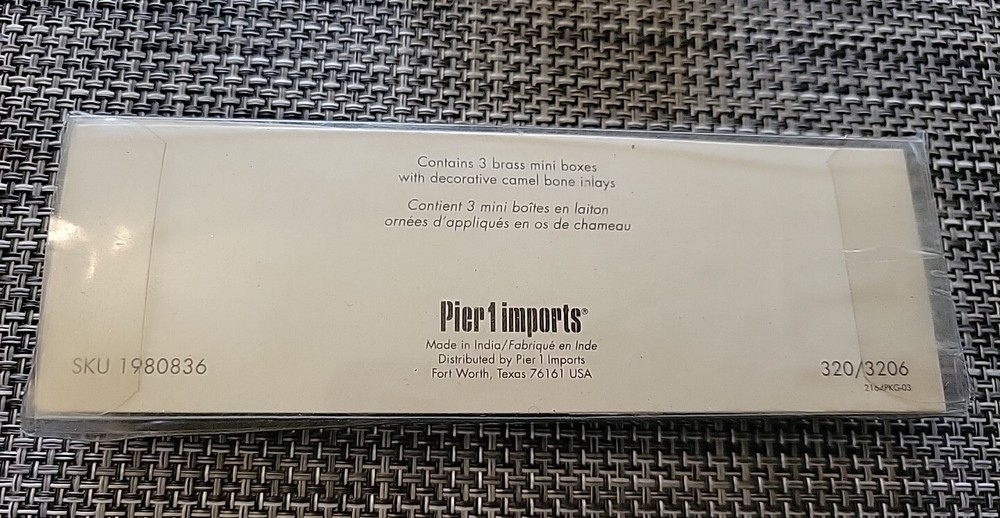 Contains 3 brass mini boxes
with decorative camel bone inlays
Contient 3 mini boîtes en laiton
ornées d'appliqués en os de chameau
Pier 1 imports®
Made in India/Fabriqué en Inde
Distributed by Pier 1 Imports
Fort Worth, Texas 76161 USA
SKU 1980836
320/3206
2164PKG-03